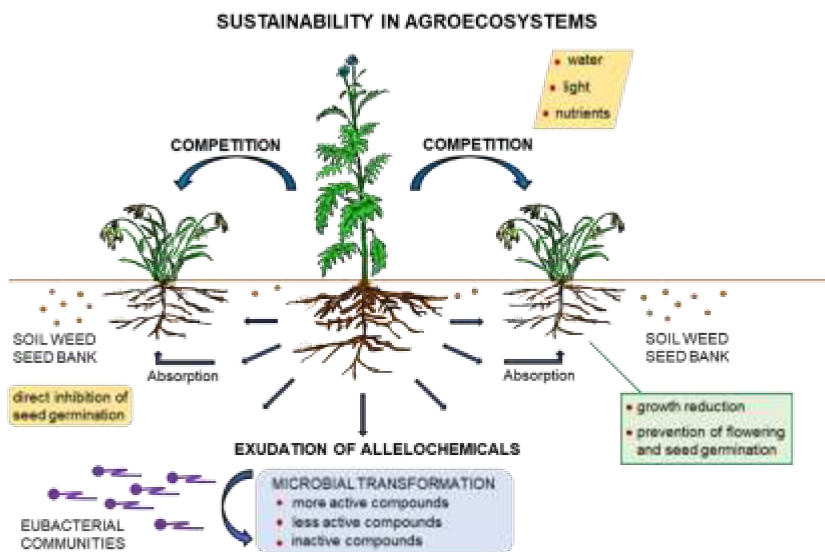 SUSTAINABILITY IN AGROECOSYSTEMS
• water
• light
• nutrients
COMPETITION
COMPETITION
SOIL WEED
SEED BANK
SOIL WEED
SEED BANK
Absorption
Absorption
direct inhibition of
seed germination
• growth reduction
• prevention of flowering
and seed germination
EXUDATION OF ALLELOCHEMICALS
MICROBIAL TRANSFORMATION
• more active compounds
• less active compounds
• inactive compounds
EUBACTERIAL
COMMUNITIES